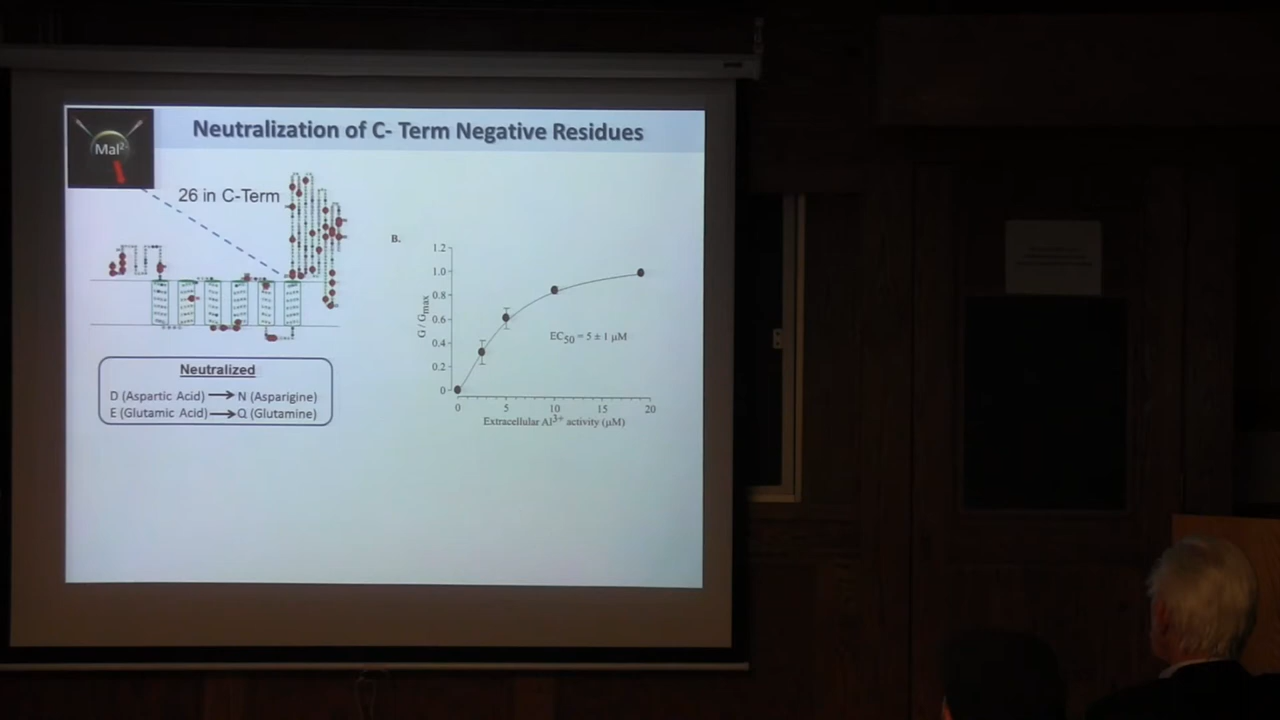 Neutralization of C- Term Negative Residues
Mal2-
26 in C-Term
Neutralized
D (Aspartic Acid) → N (Asparigine)
E (Glutamic Acid) → Q (Glutamine)
B.
G / Gmax
1.2
1.0
0.8
0.6
0.4
0.2
0
EC50 = 5 ± 1 µM
0 5 10 15 20
Extracellular Al3+ activity (µM)